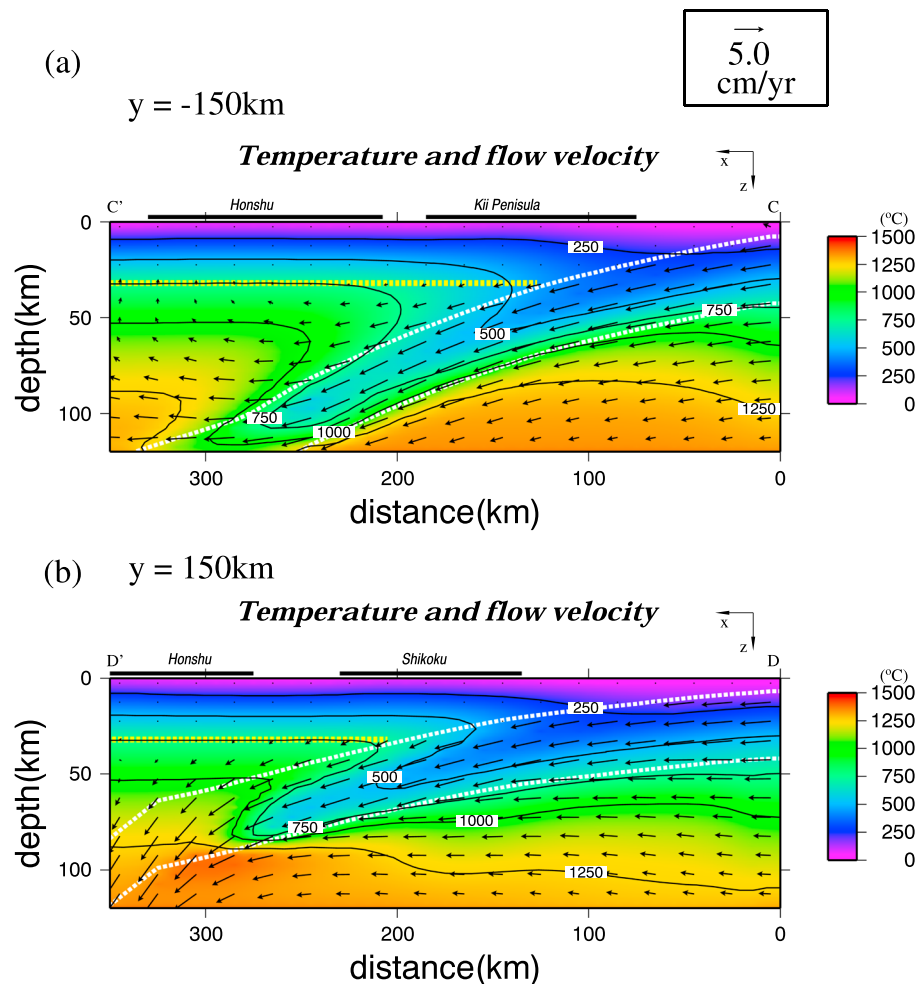 (a)
5.0
cm/yr
y = -150km
Temperature and flow velocity
x
z
C' Honshu Kii Penisula C
(ºC)
0
50
100
depth(km)
250
500
750
750
1000
1250
1500
1250
1000
750
500
250
0
300 200 100 0
distance(km)
(b) y = 150km
Temperature and flow velocity
x
z
D' Honshu Shikoku D
(ºC)
0
50
100
depth(km)
250
500
750
1000
1250
1500
1250
1000
750
500
250
0
300 200 100 0
distance(km)